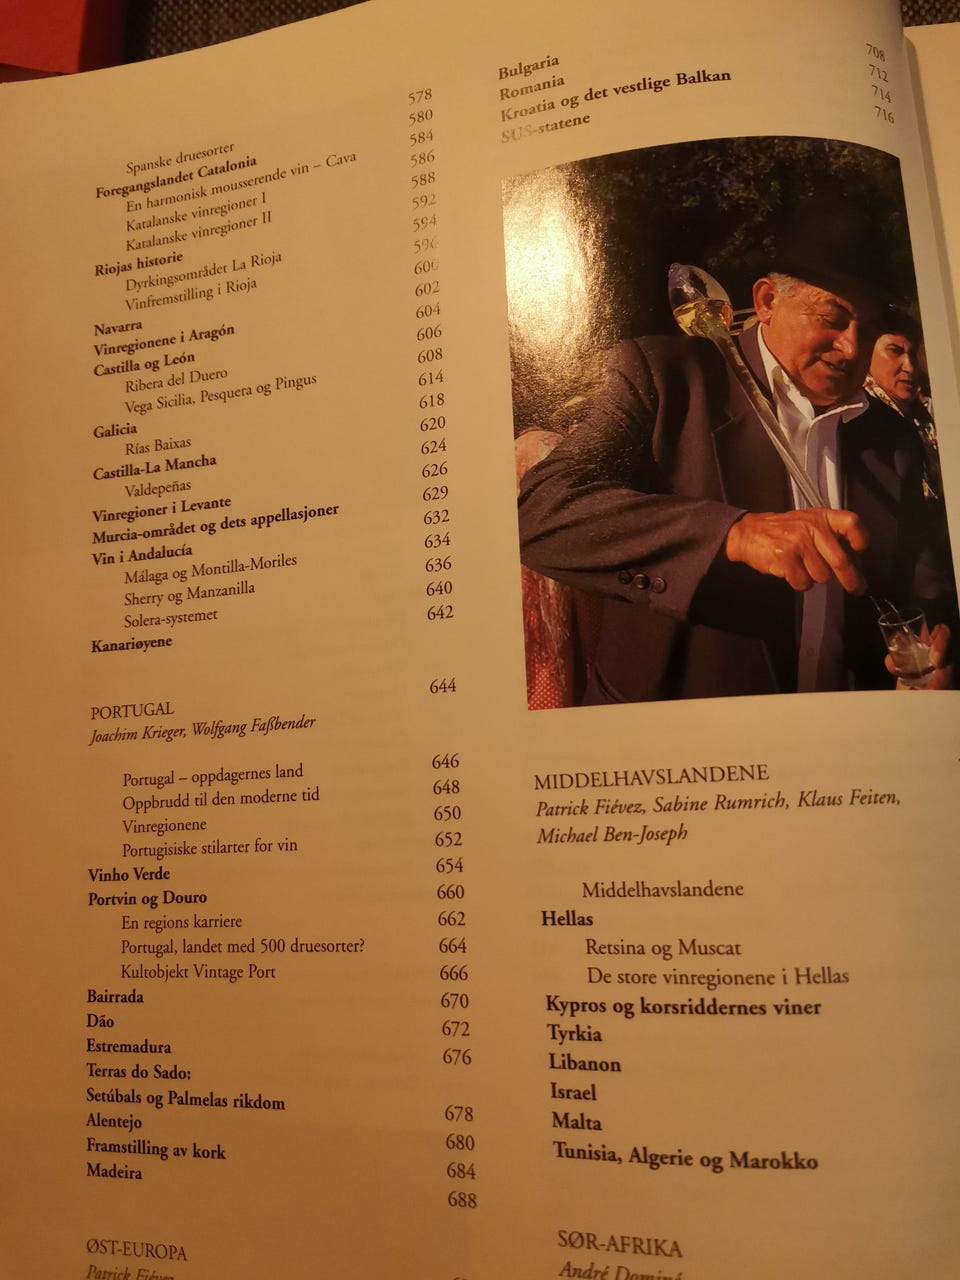 Spanske druesorter 578
Foregangslandet Catalonia 580
En harmonisk mousserende vin – Cava 584
Katalanske vinregioner I 586
Katalanske vinregioner II 588
Riojas historie 592
Dyrkingsområdet La Rioja 594
Vinfremstilling i Rioja 596
Navarra 600
Vinregionene i Aragón 602
Castilla og León 604
Ribera del Duero 606
Vega Sicilia, Pesquera og Pingus 608
Galicia 614
Rías Baixas 618
Castilla-La Mancha 620
Valdepeñas 624
Vinregioner i Levante 626
Murcia-området og dets appellasjoner 629
Vin i Andalucía 632
Málaga og Montilla-Moriles 634
Sherry og Manzanilla 636
Solera-systemet 640
Kanariøyene 642
PORTUGAL 644
Joachim Krieger, Wolfgang Faßbender
Portugal – oppdagernes land 646
Oppbrudd til den moderne tid 648
Vinregionene 650
Portugisiske stilarter for vin 652
Vinho Verde 654
Portvin og Douro 660
En regions karriere 662
Portugal, landet med 500 druesorter? 664
Kultobjekt Vintage Port 666
Bairrada 670
Dão 672
Estremadura 676
Terras do Sado:
Setúbals og Palmelas rikdom 678
Alentejo 680
Framstilling av kork 684
Madeira 688
ØST-EUROPA
Patrick Fiévez
Bulgaria 708
Romania 712
Kroatia og det vestlige Balkan 714
SUS-statene 716
MIDDELHAVSLANDENE
Patrick Fiévez, Sabine Rumrich, Klaus Feiten,
Michael Ben-Joseph
Middelhavslandene
Hellas
Retsina og Muscat
De store vinregionene i Hellas
Kypros og korsriddernes viner
Tyrkia
Libanon
Israel
Malta
Tunisia, Algerie og Marokko
SØR-AFRIKA
André Dominé